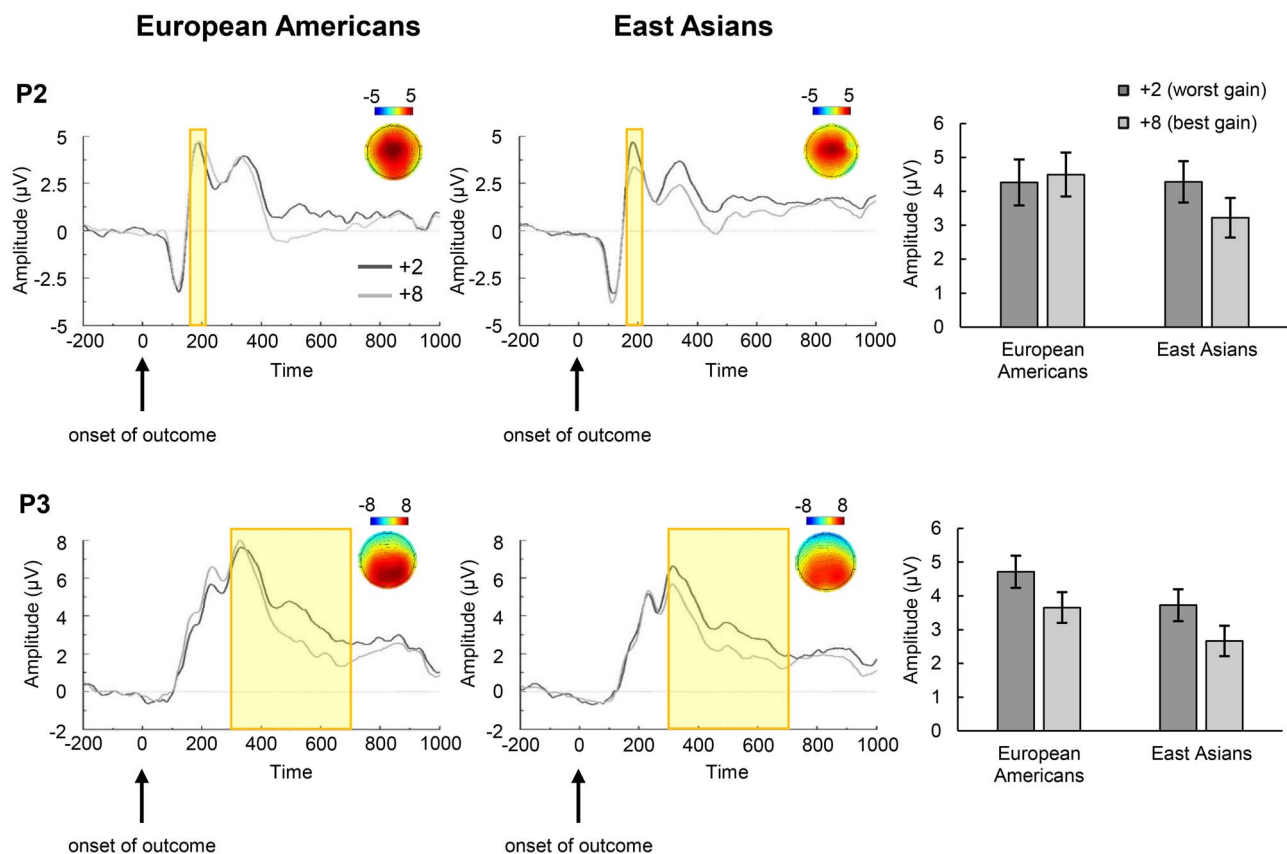 European Americans
East Asians
P2
-5 5
5
2.5
0
-2.5
-5
Amplitude (µV)
+2
+8
-200 0 200 400 600 800 1000
Time
onset of outcome
-5 5
5
2.5
0
-2.5
-5
Amplitude (µV)
-200 0 200 400 600 800 1000
Time
onset of outcome
+2 (worst gain)
+8 (best gain)
6
5
4
3
2
1
0
Amplitude (µV)
European
Americans
East Asians
P3
-8 8
8
6
4
2
0
-2
Amplitude (µV)
-200 0 200 400 600 800 1000
Time
onset of outcome
-8 8
8
6
4
2
0
-2
Amplitude (µV)
-200 0 200 400 600 800 1000
Time
onset of outcome
6
5
4
3
2
1
0
Amplitude (µV)
European
Americans
East Asians